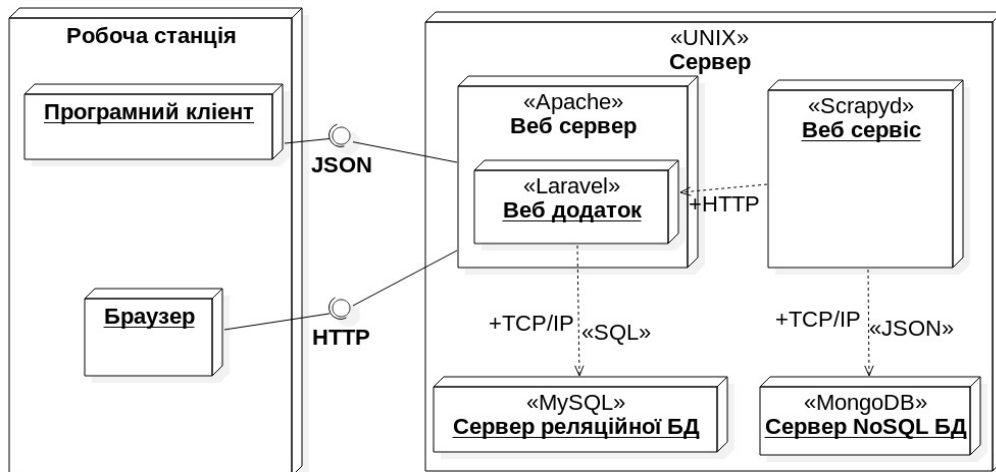 Робоча станція
Програмний клієнт
JSON
Браузер
HTTP
«UNIX»
Сервер
«Apache»
Веб сервер
«Laravel»
Веб додаток
«Scrapyd»
Веб сервіс
+HTTP
+TCP/IP
«SQL»
+TCP/IP
«JSON»
«MySQL»
Сервер реляційної БД
«MongoDB»
Сервер NoSQL БД